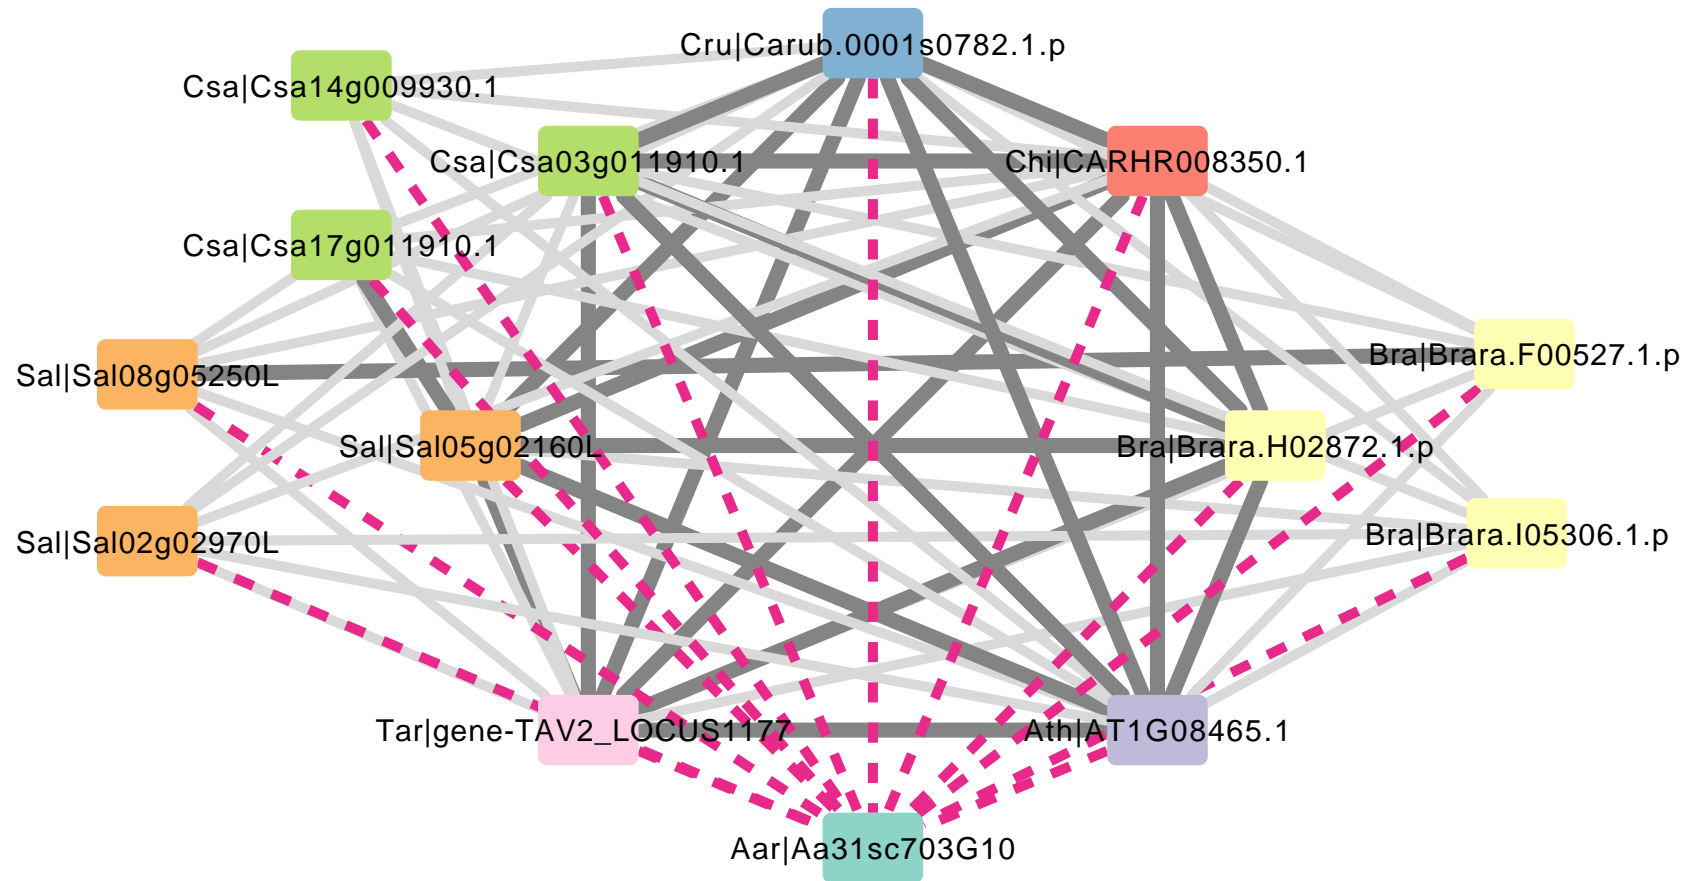 Cru|Carub.0001s0782.1.p
Csa|Csa14g009930.1
Csa|Csa03g011910.1
Chi|CARHR008350.1
Csa|Csa17g011910.1
Bra|Brara.F00527.1.p
Sal|Sal08g05250L
Sal|Sal05g02160L
Bra|Brara.H02872.1.p
Bra|Brara.I05306.1.p
Sal|Sal02g02970L
Tar|gene-TAV2_LOCUS1177
Ath|AT1G08465.1
Aar|Aa31sc703G10